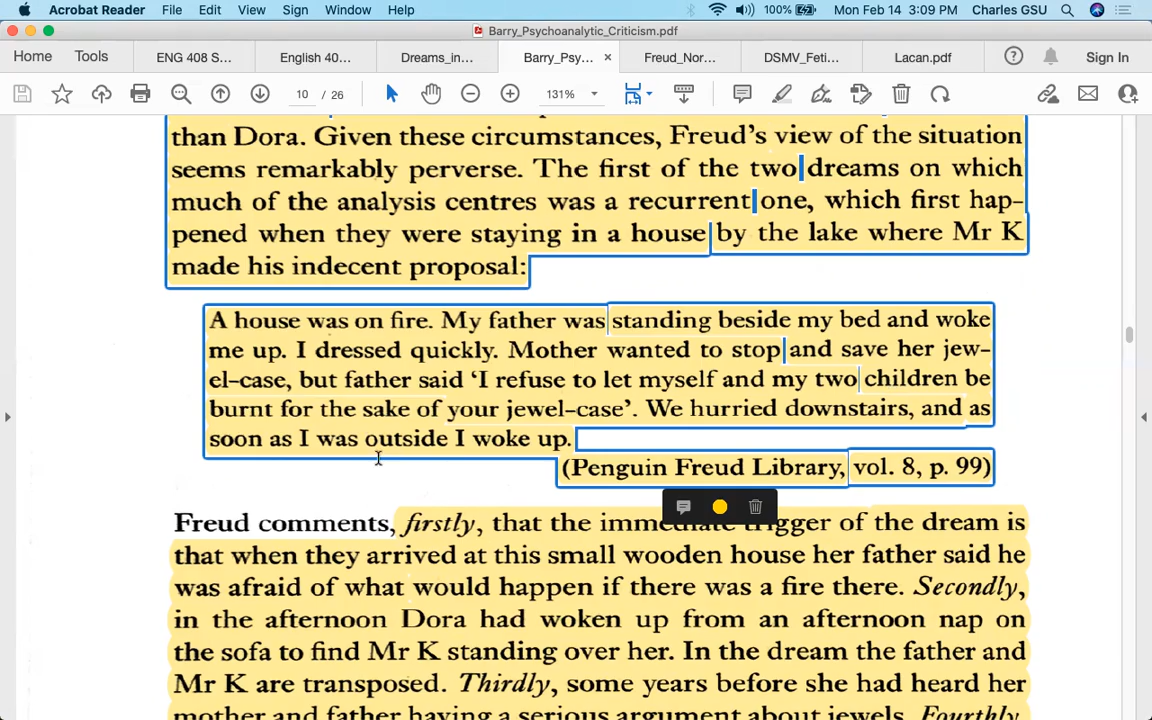 Acrobat Reader File Edit View Sign Window Help 100% Mon Feb 14 3:09 PM Charles GSU
Barry_Psychoanalytic_Criticism.pdf
Home Tools ENG 408 S... English 40... Dreams_in... Barry_Psy... × Freud_Nor... DSMV_Feti... Lacan.pdf Sign In
10 / 26 131%
than Dora. Given these circumstances, Freud's view of the situation
seems remarkably perverse. The first of the two dreams on which
much of the analysis centres was a recurrent one, which first hap-
pened when they were staying in a house by the lake where Mr K
made his indecent proposal:
A house was on fire. My father was standing beside my bed and woke
me up. I dressed quickly. Mother wanted to stop and save her jew-
el-case, but father said 'I refuse to let myself and my two children be
burnt for the sake of your jewel-case'. We hurried downstairs, and as
soon as I was outside I woke up.
(Penguin Freud Library, vol. 8, p. 99)
Freud comments, firstly, that the immediate trigger of the dream is
that when they arrived at this small wooden house her father said he
was afraid of what would happen if there was a fire there. Secondly,
in the afternoon Dora had woken up from an afternoon nap on
the sofa to find Mr K standing over her. In the dream the father and
Mr K are transposed. Thirdly, some years before she had heard her
mother and father having a serious argument about jewels. Fourthly,